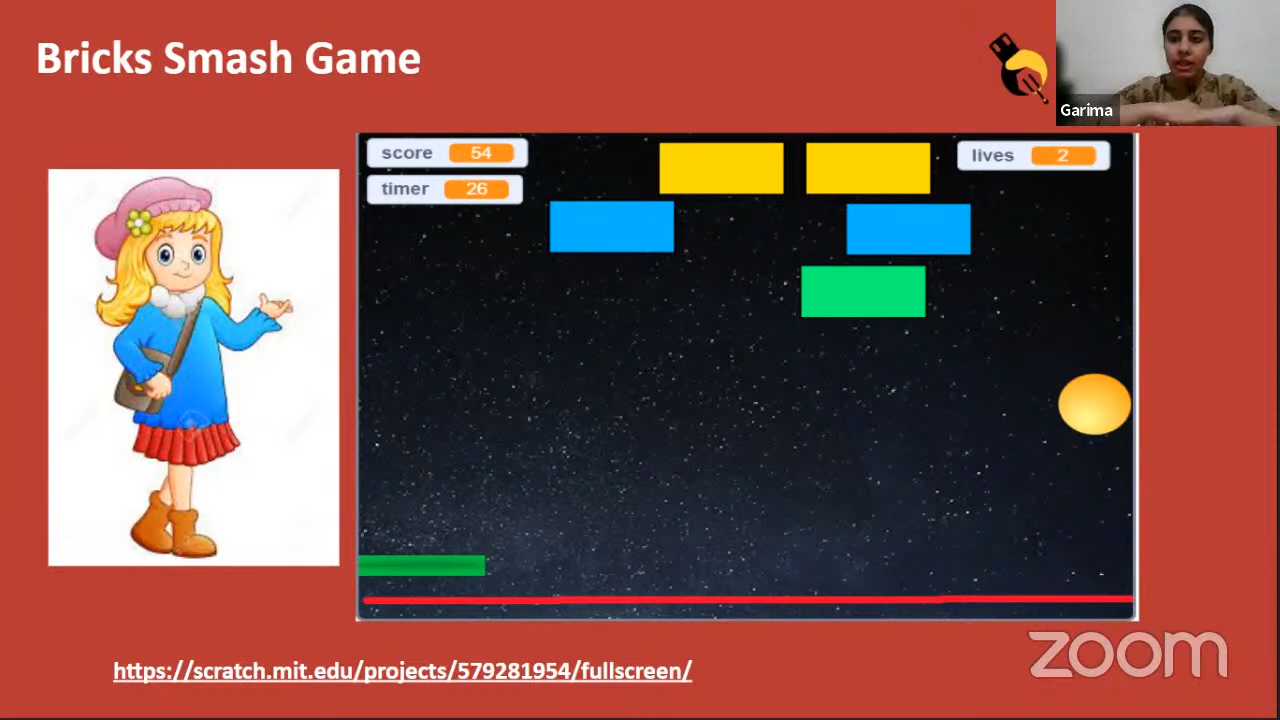 Bricks Smash Game
Garima
score 54
lives 2
timer 26
https://scratch.mit.edu/projects/579281954/fullscreen/
zoom